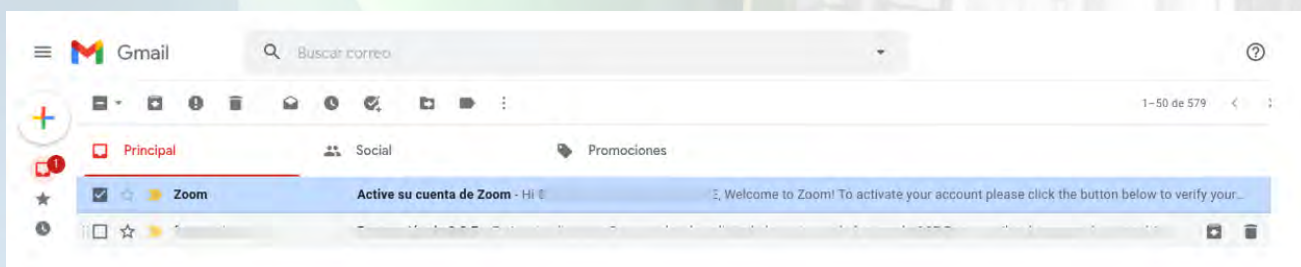 Gmail
Buscar correo
1–50 de 579
Principal
Social
Promociones
1
Zoom Active su cuenta de Zoom - Hi , Welcome to Zoom! To activate your account please click the button below to verify your...